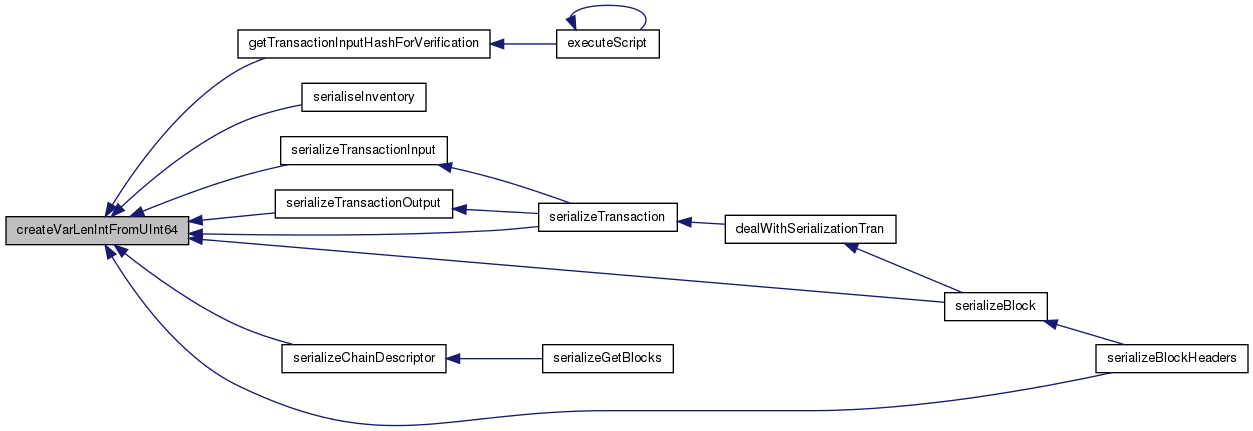 getTransactionInputHashForVerification
executeScript
serialiseInventory
serializeTransactionInput
serializeTransactionOutput
serializeTransaction
createVarLenIntFromUInt64
dealWithSerializationTran
serializeBlock
serializeChainDescriptor
serializeGetBlocks
serializeBlockHeaders